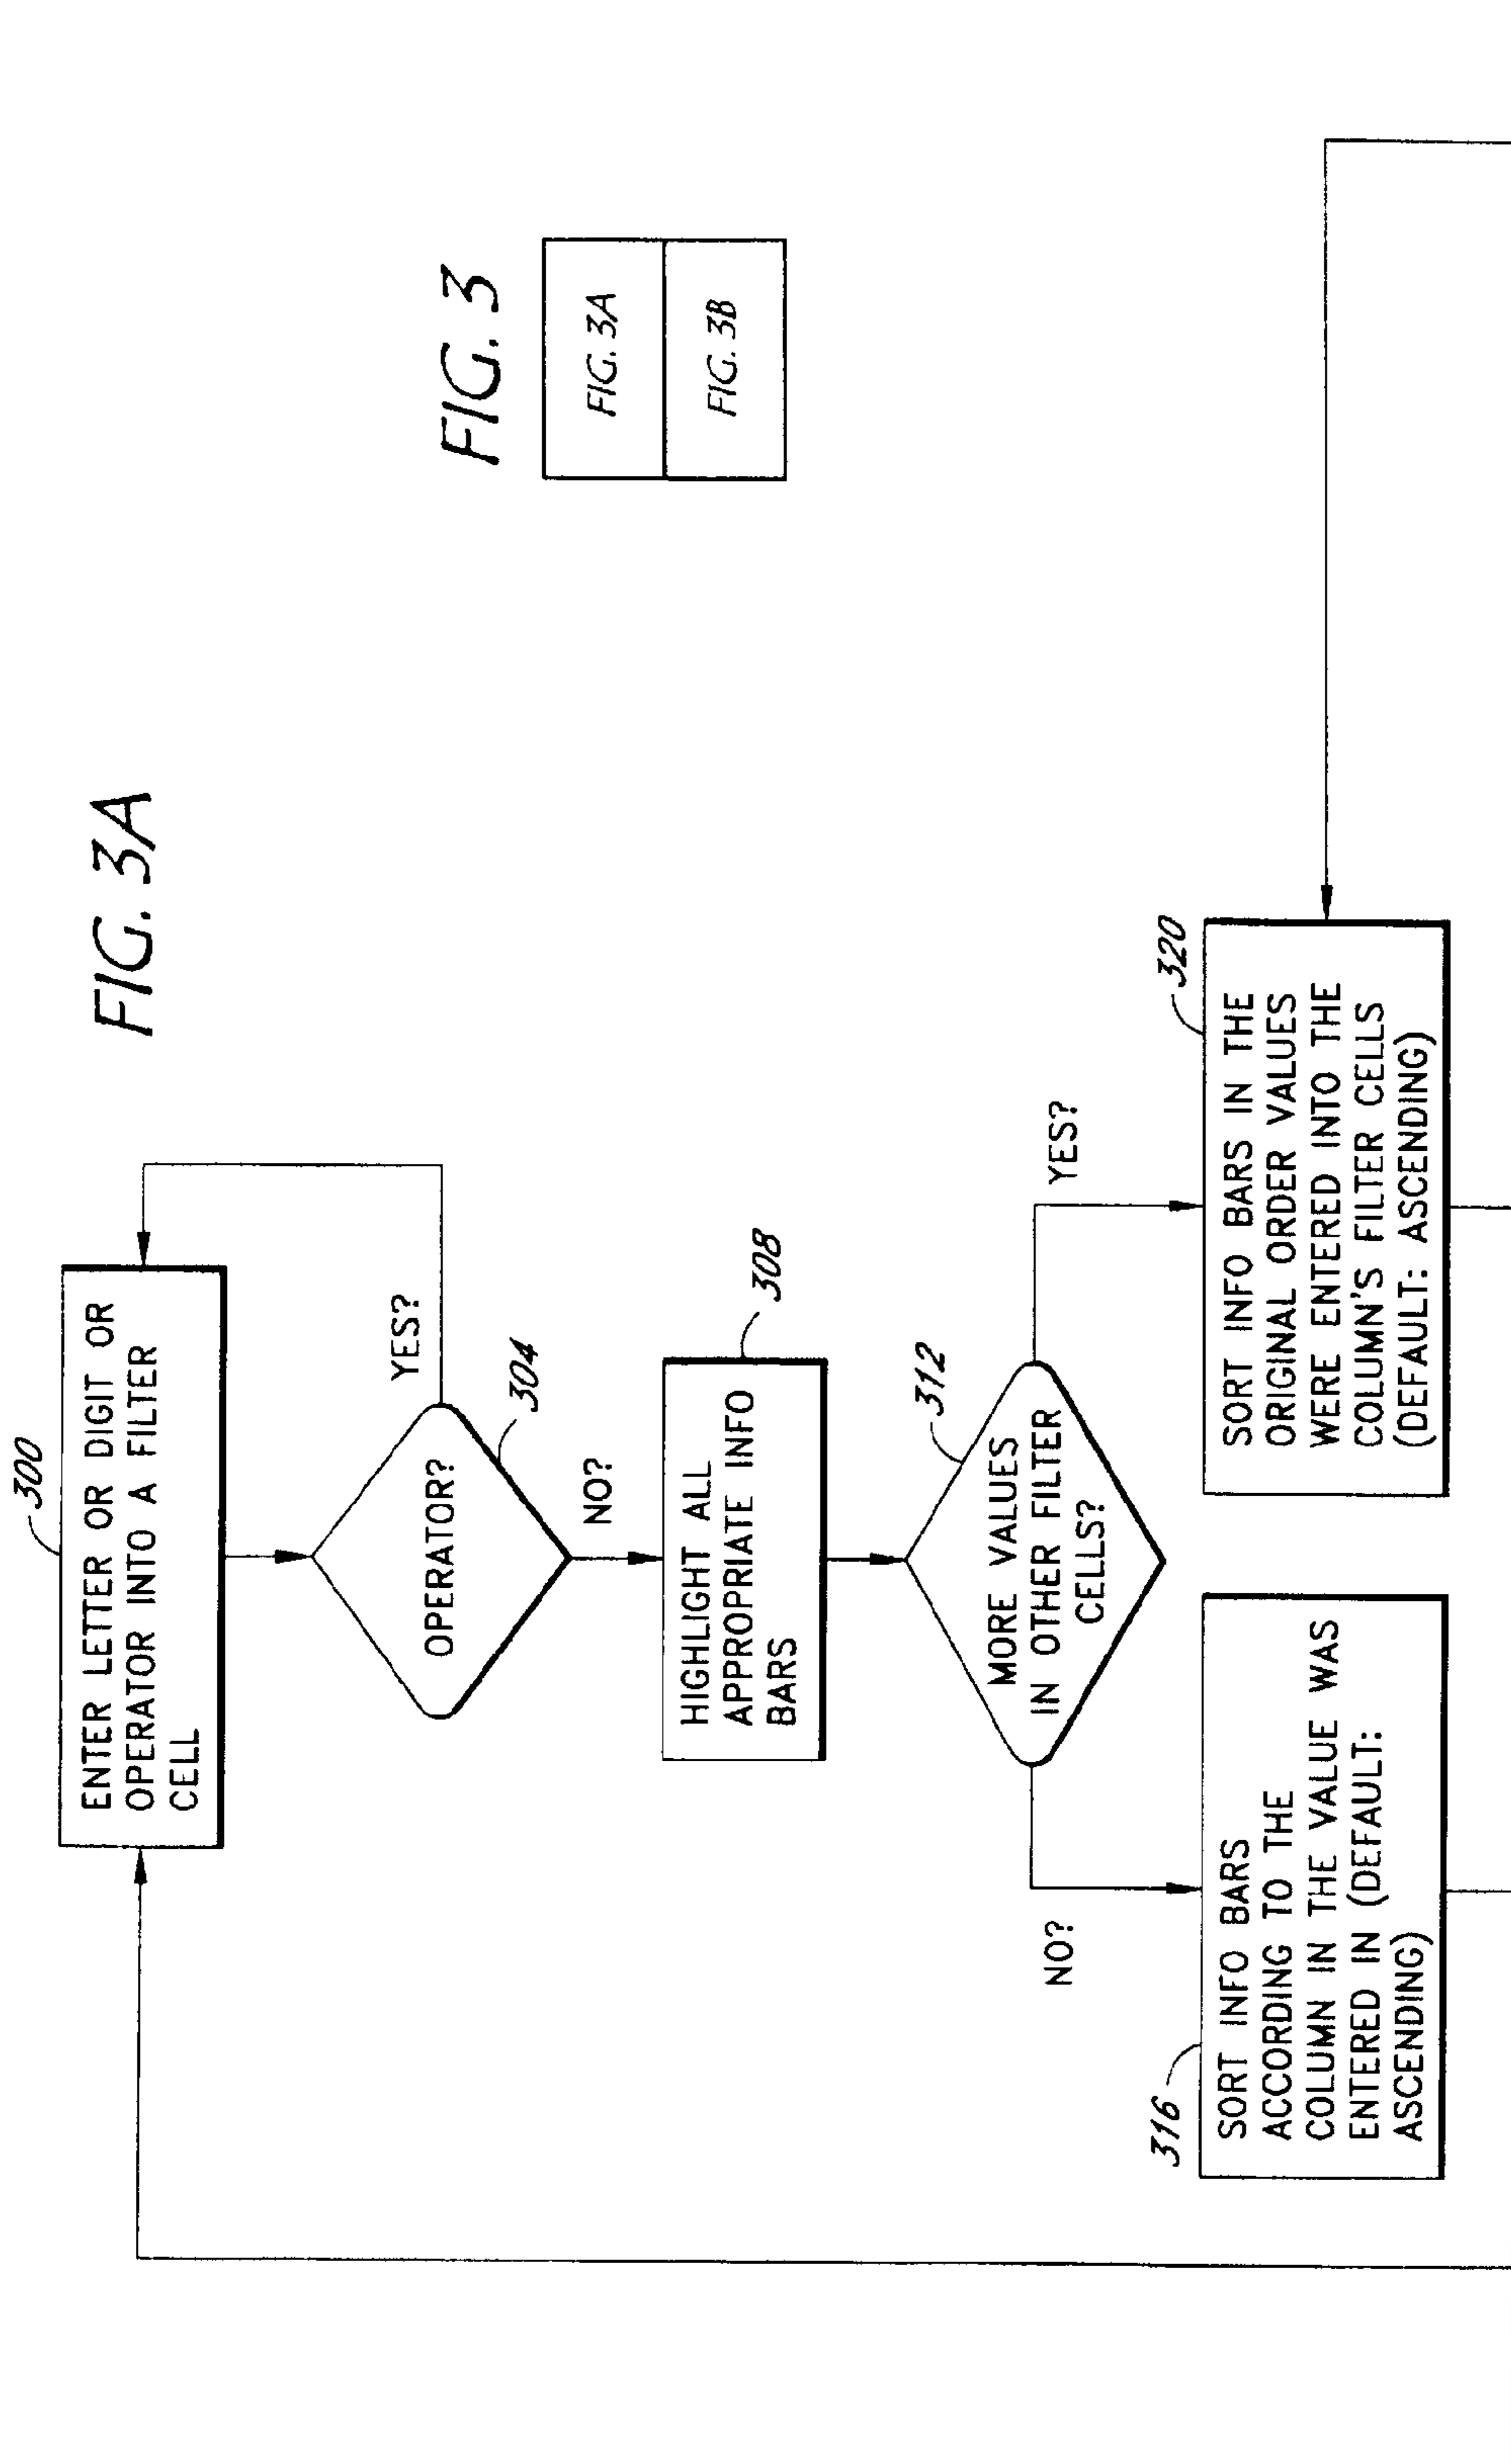 FIG. 3A
300
ENTER LETTER OR DIGIT OR
OPERATOR INTO A FILTER
CELL
OPERATOR?
YES?
304
NO?
HIGHLIGHT ALL
APPROPRIATE INFO
BARS
308
312
MORE VALUES
IN OTHER FILTER
CELLS?
NO?
YES?
316
SORT INFO BARS
ACCORDING TO THE
COLUMN IN THE VALUE WAS
ENTERED IN (DEFAULT:
ASCENDING)
320
SORT INFO BARS IN THE
ORIGINAL ORDER VALUES
WERE ENTERED INTO THE
COLUMN'S FILTER CELLS
(DEFAULT: ASCENDING)
FIG. 3
FIG. 3A
FIG. 3B